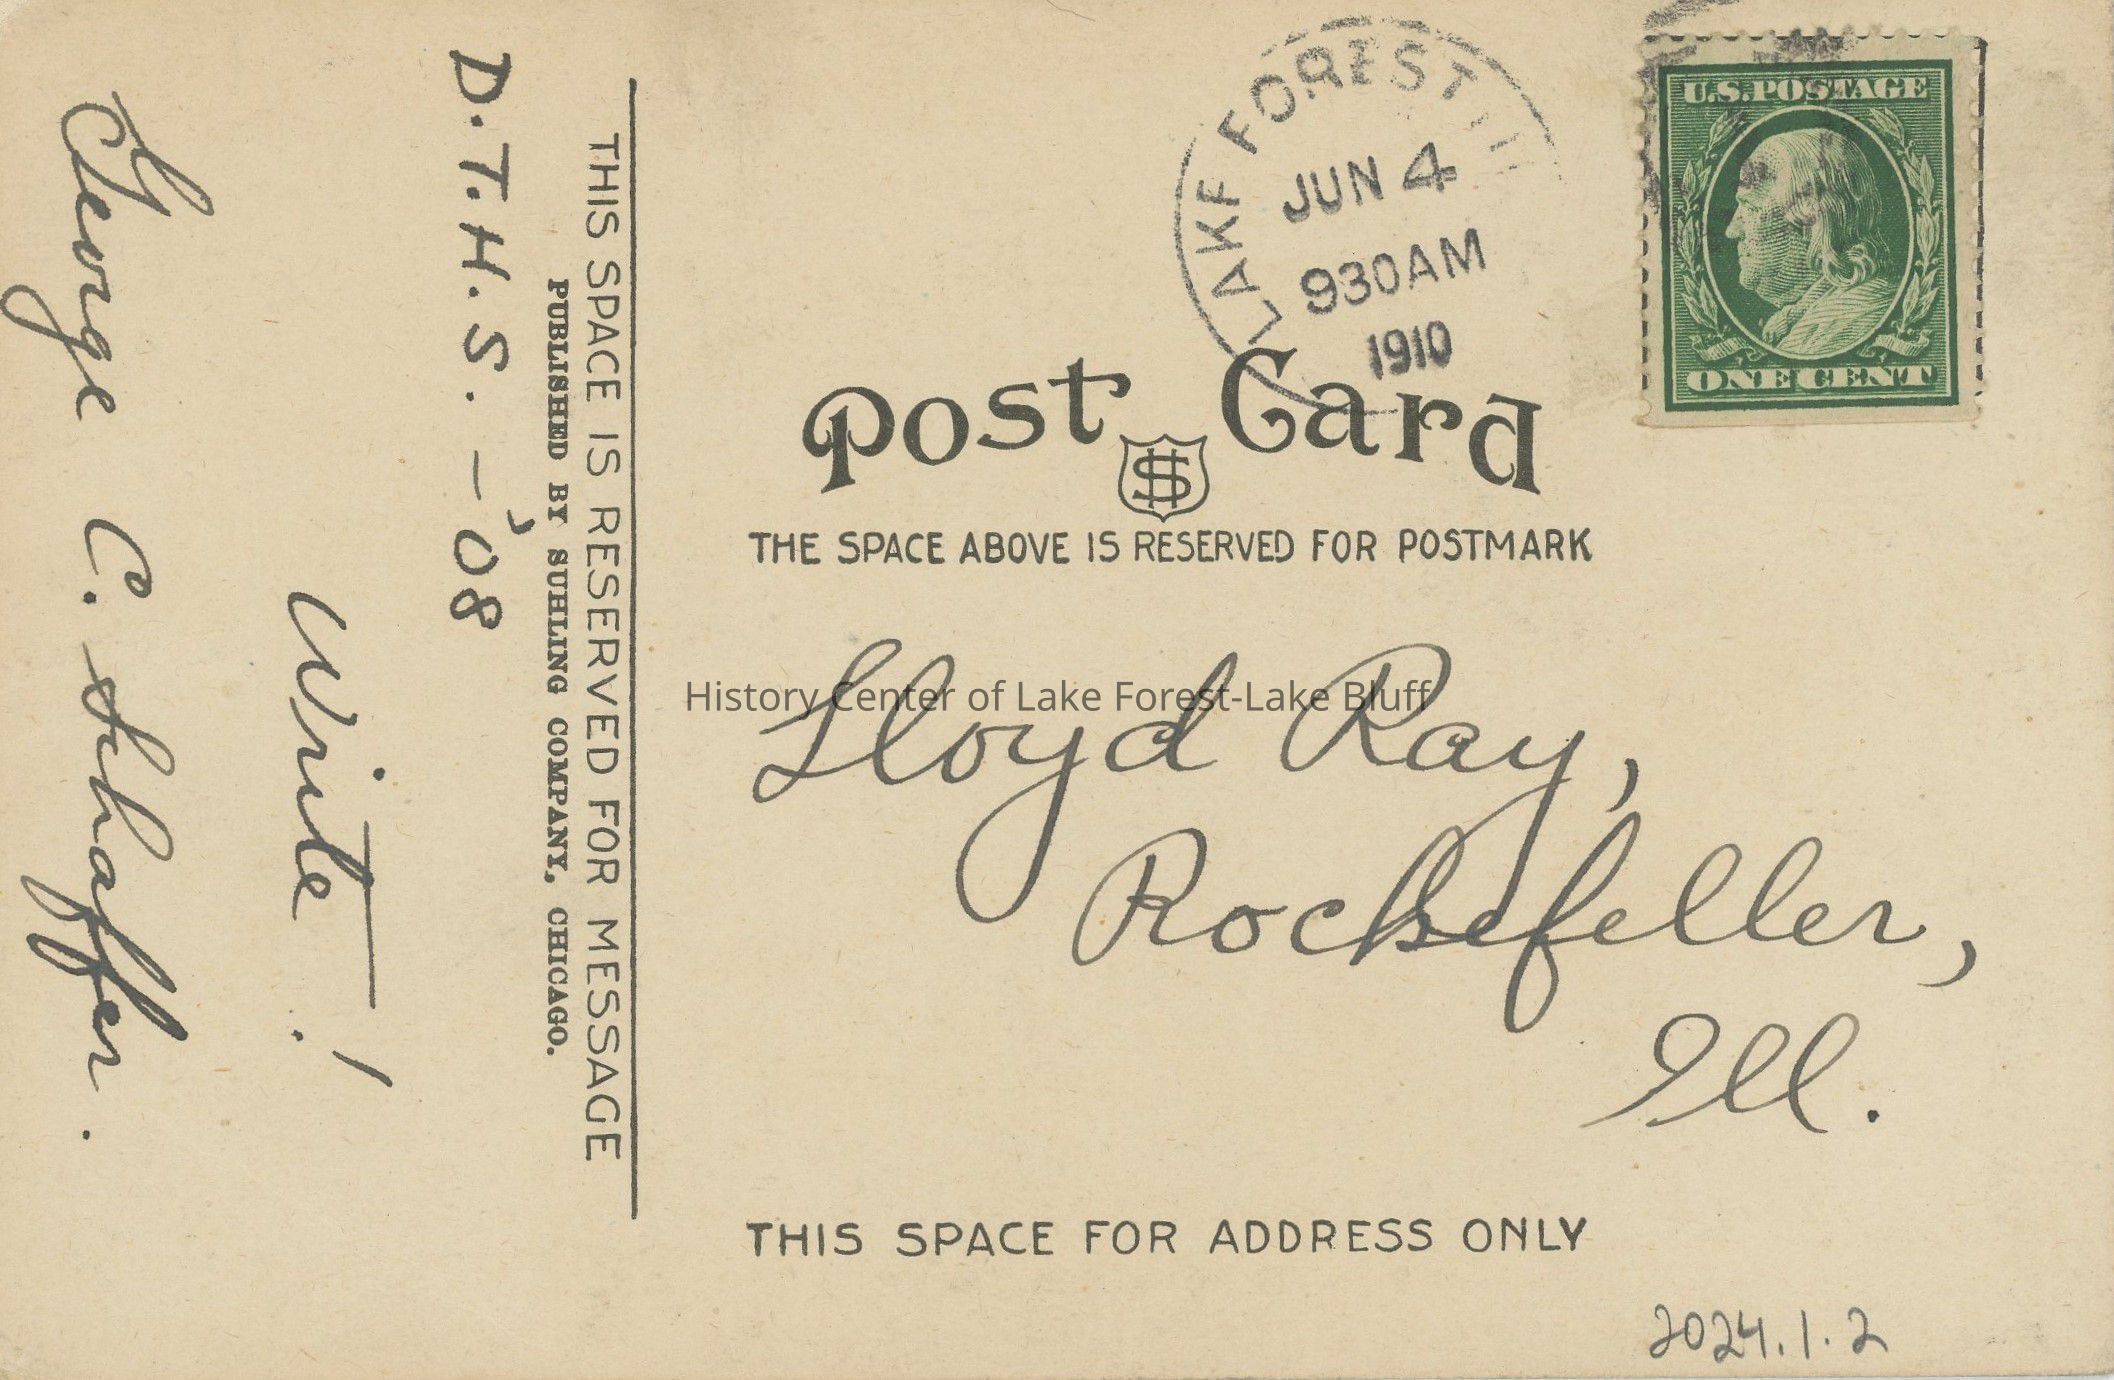 D.T.H.S. - '08
Write!
George C. Schaffer.
THIS SPACE IS RESERVED FOR MESSAGE
PUBLISHED BY SUHLING COMPANY, CHICAGO.
LAKE FOREST ILL
JUN 4
930AM
1910
U.S. POSTAGE
ONE CENT
Post Card
THE SPACE ABOVE IS RESERVED FOR POSTMARK
History Center of Lake Forest-Lake Bluff
Lloyd Ray,
Rockefeller,
Ill.
THIS SPACE FOR ADDRESS ONLY
2024.1.2